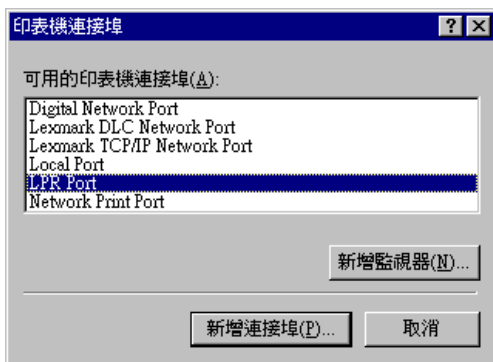 印表機連接埠
可用的印表機連接埠(A):
Digital Network Port
Lexmark DLC Network Port
Lexmark TCP/IP Network Port
Local Port
LPR Port
Network Print Port
新增監視器(N)...
新增連接埠(P)...
取消